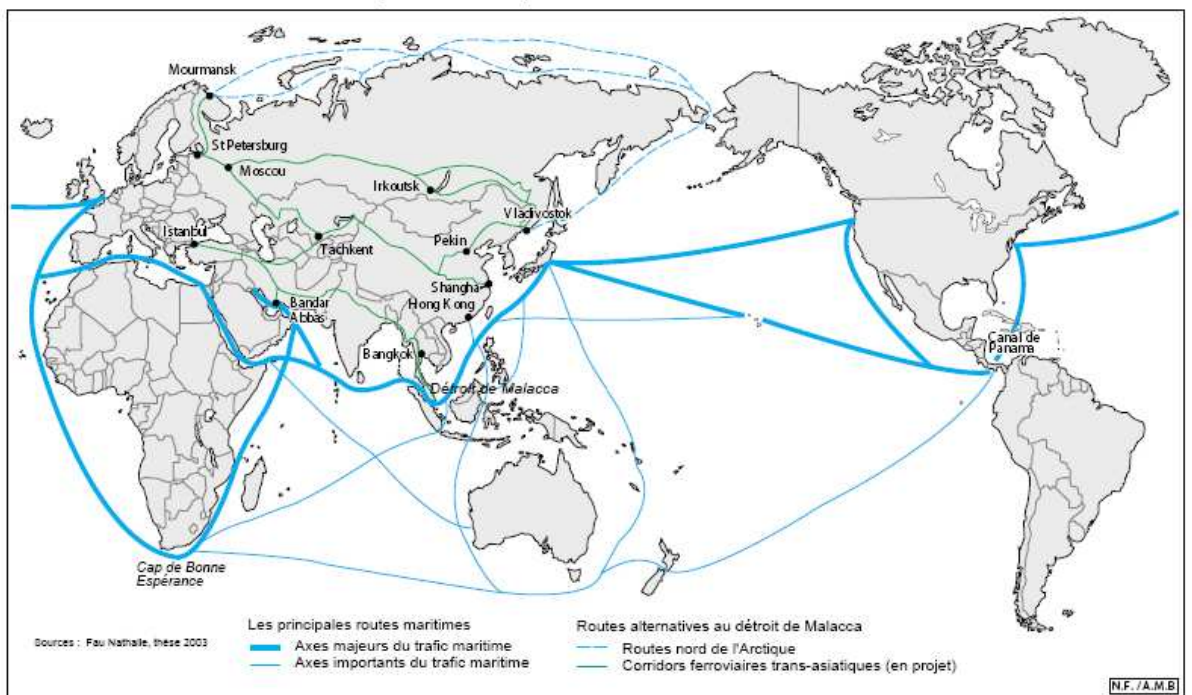 Mourmansk
St Petersburg
Moscou
Irkoutsk
Vladivostok
Istanbul
Tachkent
Pekin
Shangha
Hong Kong
Bandar
Abbas
Bangkok
Détroit de Malacca
Canal de
Panama
Cap de Bonne
Espérance
Sources : Fau Nathalie, thèse 2003
Les principales routes maritimes
Axes majeurs du trafic maritime
Axes importants du trafic maritime
Routes alternatives au détroit de Malacca
Routes nord de l'Arctique
Corridors ferroviaires trans-asiatiques (en projet)
N.F. /A.M.B